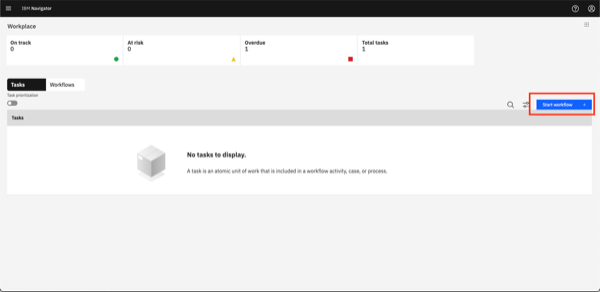 IBM Navigator
Workplace
On track
0
At risk
0
Overdue
1
Total tasks
1
Tasks
Workflows
Task prioritization
Start workflow +
Tasks
No tasks to display.
A task is an atomic unit of work that is included in a workflow activity, case, or process.